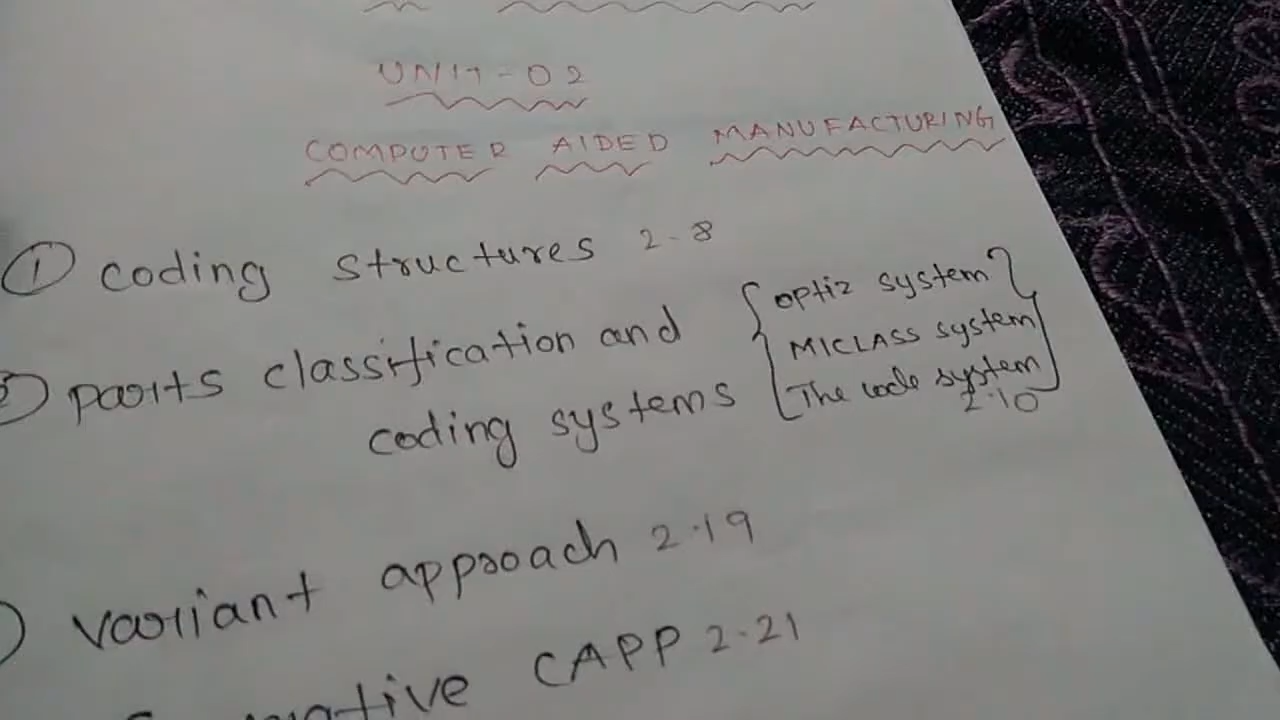 UNIT-02
COMPUTER AIDED MANUFACTURING
① coding structures 2-8
② parts classification and { optiz system }
coding systems [ MICLASS system ]
[ The code system ]
2.10
) variant approach 2.19
CAPP 2-21